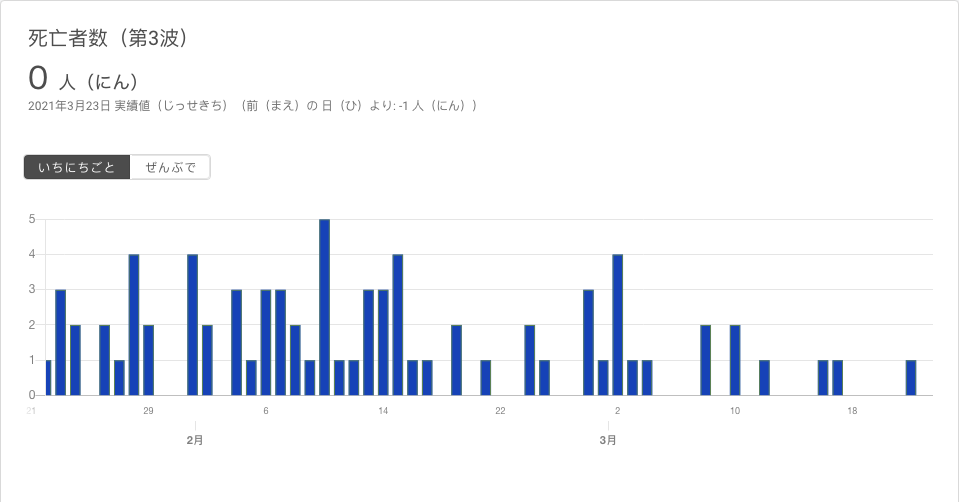 死亡者数（第3波）
0 人（にん）
2021年3月23日 実績値（じっせきち）（前（まえ）の 日（ひ）より: -1 人（にん））
いちにちごと ぜんぶで
5
4
3
2
1
0
21 29 6 14 22 2 10 18
2月 3月